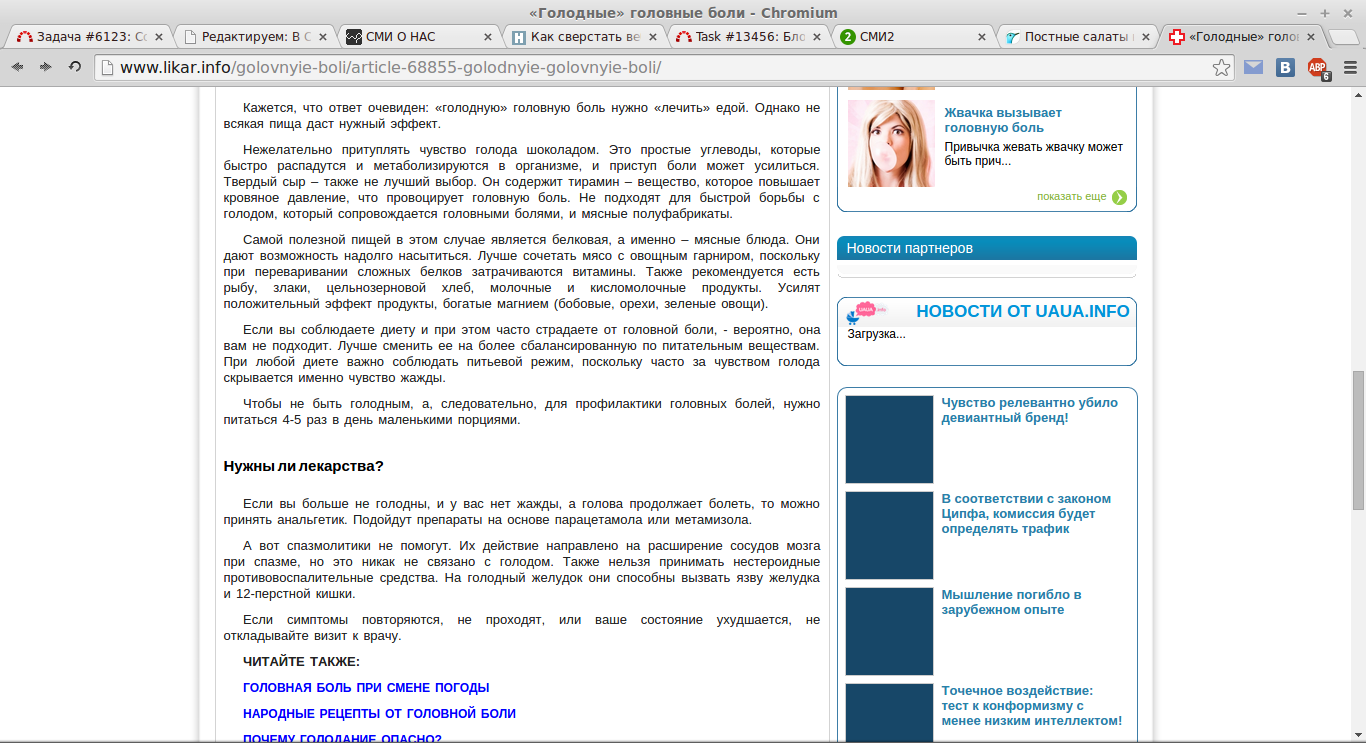 «Голодные» головные боли - Chromium
Задача #6123: Сс
Редактируем: В С
СМИ О НАС
Как сверстать ве
Task #13456: Бло
2 СМИ2
Постные салаты
«Голодные» голо
www.likar.info/golovnyie-boli/article-68855-golodnyie-golovnyie-boli/
B
ABP
6
Кажется, что ответ очевиден: «голодную» головную боль нужно «лечить» едой. Однако не
всякая пища даст нужный эффект.
Нежелательно притуплять чувство голода шоколадом. Это простые углеводы, которые
быстро распадутся и метаболизируются в организме, и приступ боли может усилиться.
Твердый сыр – также не лучший выбор. Он содержит тирамин – вещество, которое повышает
кровяное давление, что провоцирует головную боль. Не подходят для быстрой борьбы с
голодом, который сопровождается головными болями, и мясные полуфабрикаты.
Самой полезной пищей в этом случае является белковая, а именно – мясные блюда. Они
дают возможность надолго насытиться. Лучше сочетать мясо с овощным гарниром, поскольку
при переваривании сложных белков затрачиваются витамины. Также рекомендуется есть
рыбу, злаки, цельнозерновой хлеб, молочные и кисломолочные продукты. Усилят
положительный эффект продукты, богатые магнием (бобовые, орехи, зеленые овощи).
Если вы соблюдаете диету и при этом часто страдаете от головной боли, - вероятно, она
вам не подходит. Лучше сменить ее на более сбалансированную по питательным веществам.
При любой диете важно соблюдать питьевой режим, поскольку часто за чувством голода
скрывается именно чувство жажды.
Чтобы не быть голодным, а, следовательно, для профилактики головных болей, нужно
питаться 4-5 раз в день маленькими порциями.
Нужны ли лекарства?
Если вы больше не голодны, и у вас нет жажды, а голова продолжает болеть, то можно
принять анальгетик. Подойдут препараты на основе парацетамола или метамизола.
А вот спазмолитики не помогут. Их действие направлено на расширение сосудов мозга
при спазме, но это никак не связано с голодом. Также нельзя принимать нестероидные
противовоспалительные средства. На голодный желудок они способны вызвать язву желудка
и 12-перстной кишки.
Если симптомы повторяются, не проходят, или ваше состояние ухудшается, не
откладывайте визит к врачу.
ЧИТАЙТЕ ТАКЖЕ:
ГОЛОВНАЯ БОЛЬ ПРИ СМЕНЕ ПОГОДЫ
НАРОДНЫЕ РЕЦЕПТЫ ОТ ГОЛОВНОЙ БОЛИ
ПОЧЕМУ ГОЛОДАНИЕ ОПАСНО?
Жвачка вызывает
головную боль
Привычка жевать жвачку может
быть прич...
показать еще
Новости партнеров
НОВОСТИ ОТ UAUA.INFO
Загрузка...
Чувство релевантно убило
девиантный бренд!
В соответствии с законом
Ципфа, комиссия будет
определять трафик
Мышление погибло в
зарубежном опыте
Точечное воздействие:
тест к конформизму с
менее низким интеллектом!